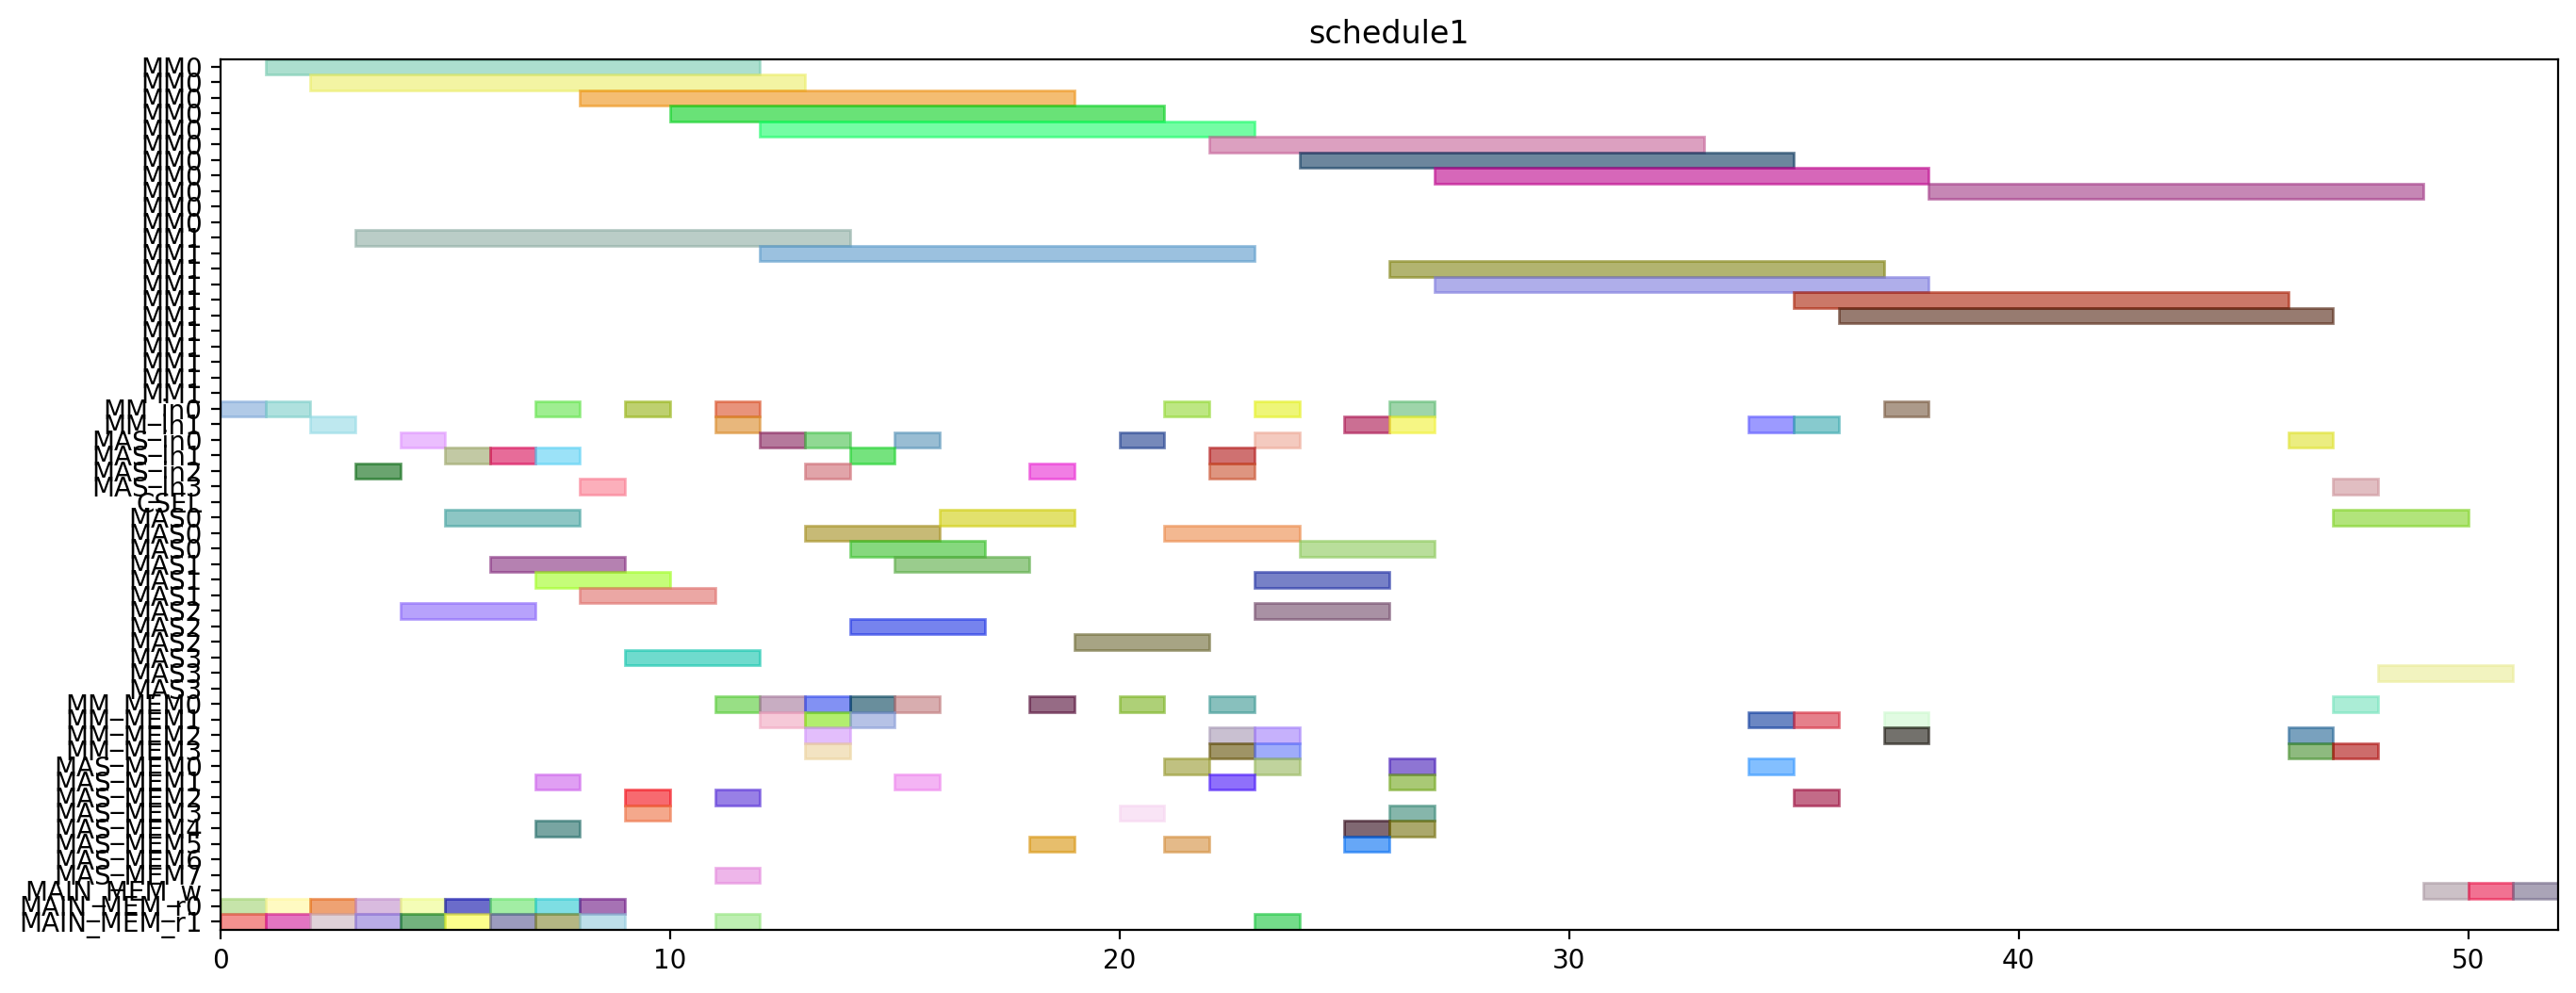 schedule1
MM0
MM0
MM0
MM0
MM0
MM0
MM0
MM0
MM0
MM0
MM0
MM1
MM1
MM1
MM1
MM1
MM1
MM1
MM1
MM1
MM1
MM1
MM_in0
MM_in1
MAS_in0
MAS_in1
MAS_in2
MAS_in3
CSEL
MAS0
MAS0
MAS0
MAS1
MAS1
MAS1
MAS2
MAS2
MAS2
MAS3
MAS3
MAS3
MM_MEM0
MM_MEM1
MM_MEM2
MM_MEM3
MAS_MEM0
MAS_MEM1
MAS_MEM2
MAS_MEM3
MAS_MEM4
MAS_MEM5
MAS_MEM6
MAS_MEM7
MAIN_MEM_w
MAIN_MEM_r0
MAIN_MEM_r1
0 10 20 30 40 50